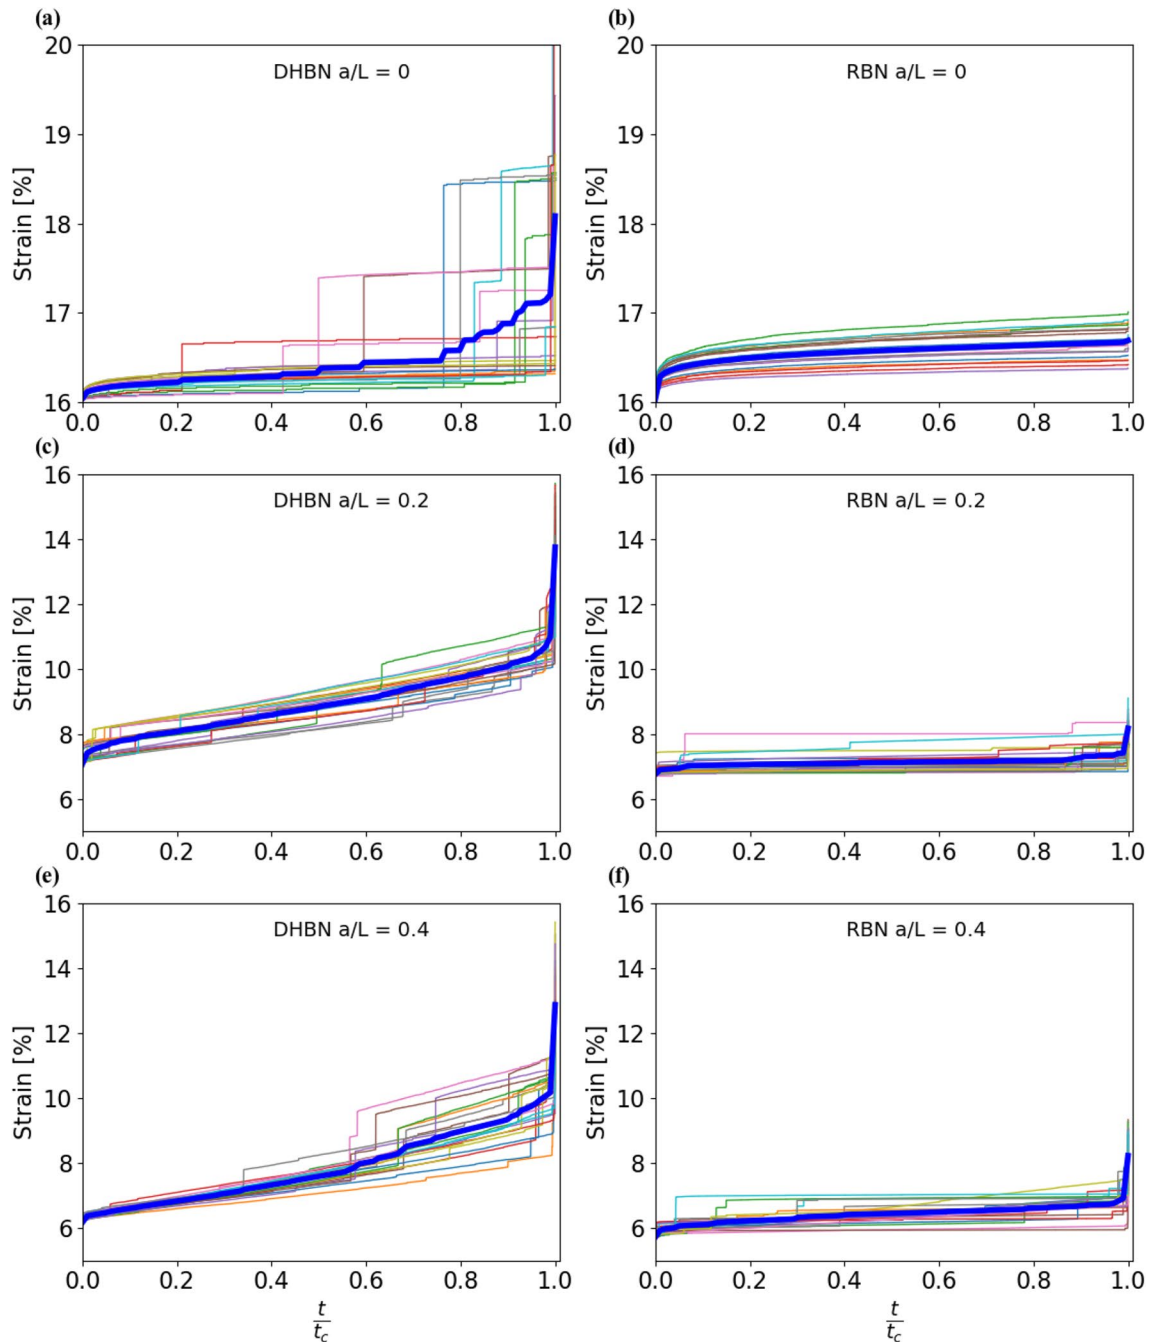 (a)
DHBN a/L = 0
Strain [%]
20
19
18
17
16
0.0 0.2 0.4 0.6 0.8 1.0
(b)
RBN a/L = 0
Strain [%]
20
19
18
17
16
0.0 0.2 0.4 0.6 0.8 1.0
(c)
DHBN a/L = 0.2
Strain [%]
16
14
12
10
8
6
0.0 0.2 0.4 0.6 0.8 1.0
(d)
RBN a/L = 0.2
Strain [%]
16
14
12
10
8
6
0.0 0.2 0.4 0.6 0.8 1.0
(e)
DHBN a/L = 0.4
Strain [%]
16
14
12
10
8
6
0.0 0.2 0.4 0.6 0.8 1.0
t
t_c
(f)
RBN a/L = 0.4
Strain [%]
16
14
12
10
8
6
0.0 0.2 0.4 0.6 0.8 1.0
t
t_c